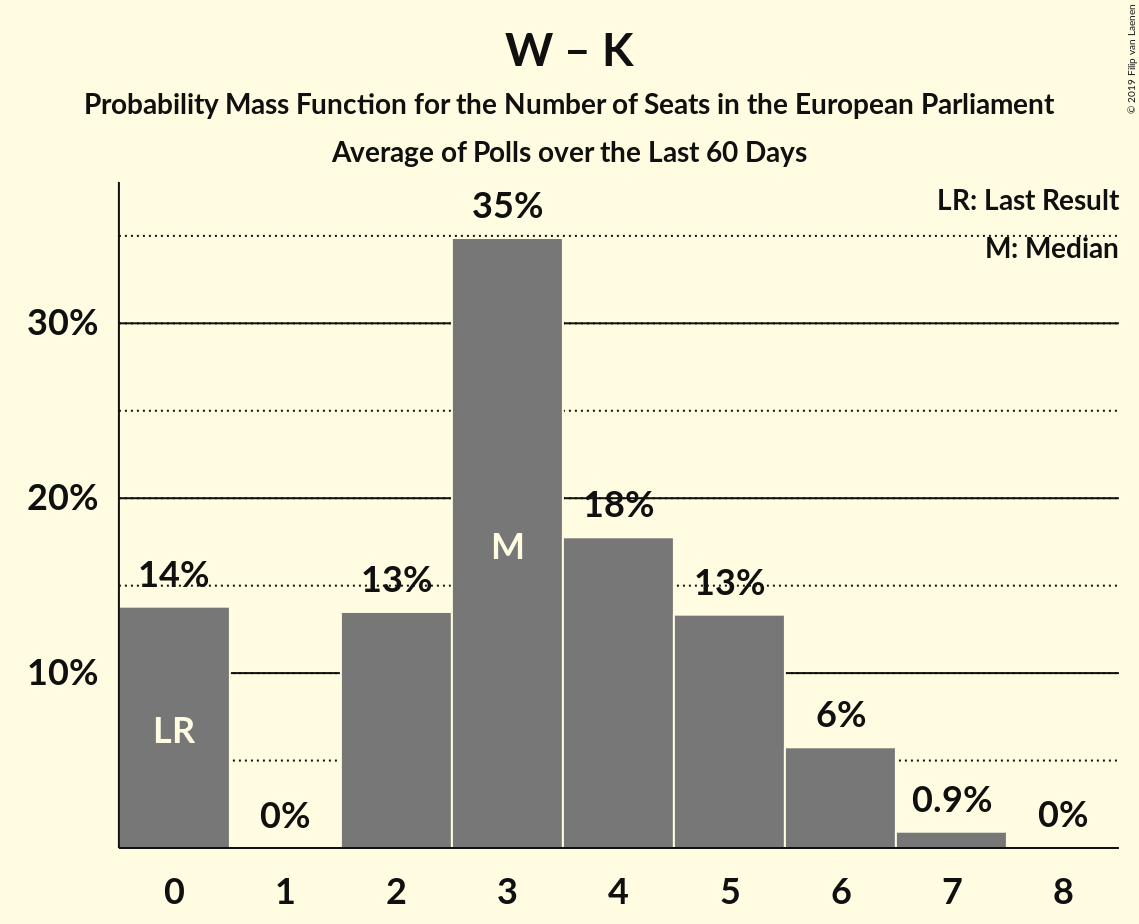 W – K
Probability Mass Function for the Number of Seats in the European Parliament
Average of Polls over the Last 60 Days
© 2019 Filip van Laenen
LR: Last Result
M: Median
35%
30%
20%
18%
14%
13%
13%
M
10%
LR
6%
0%
0.9%
0%
0 1 2 3 4 5 6 7 8